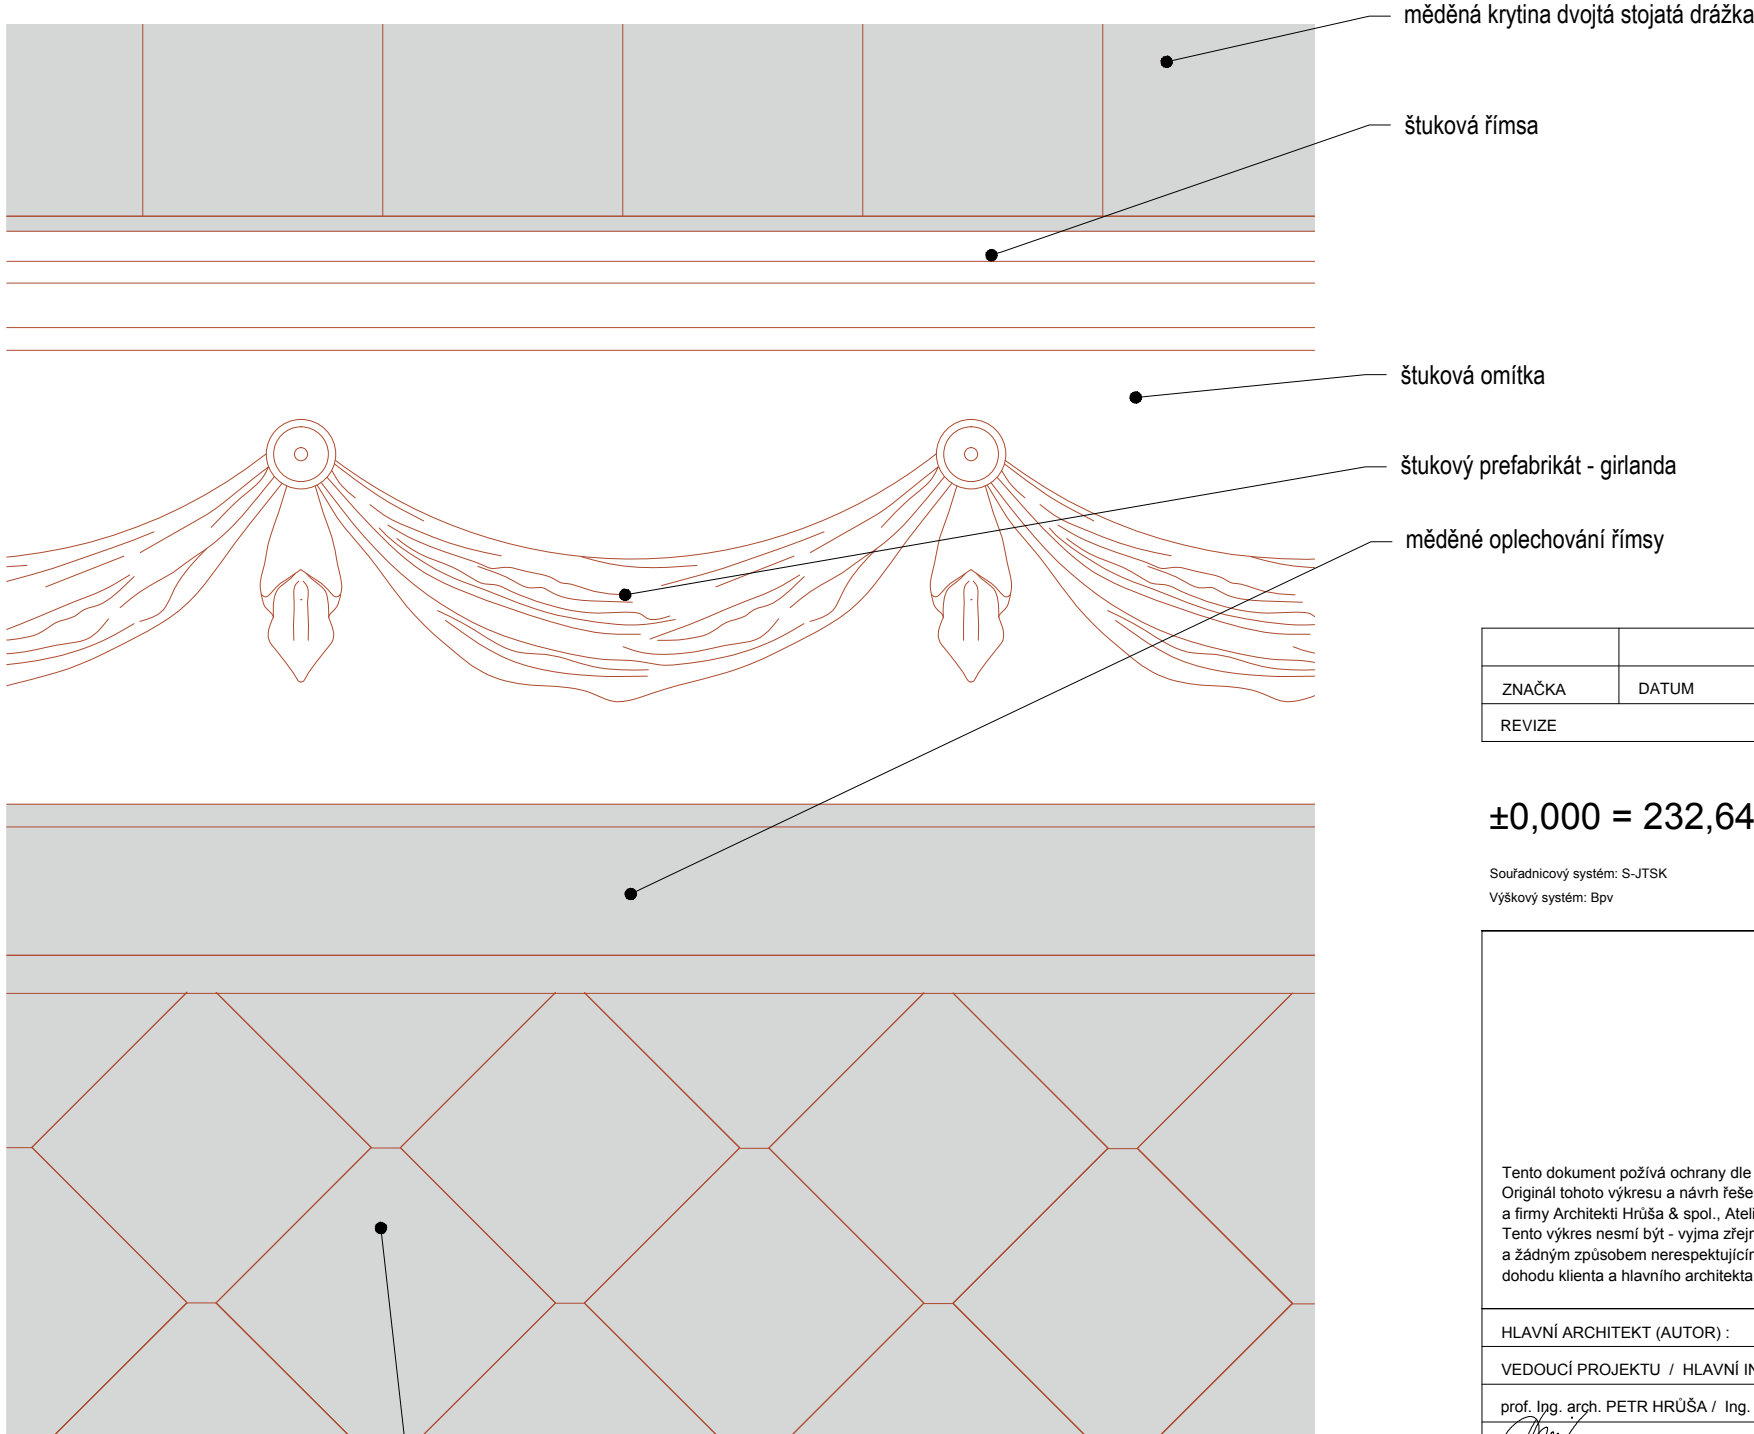 měděná krytina dvojtá stojatá drážka
štuková římsa
štuková omítka
štukový prefabrikát - girlanda
měděné oplechování římsy
ZNAČKA DATUM
REVIZE
±0,000 = 232,64
Souřadnicový systém: S-JTSK
Výškový systém: Bpv
Tento dokument požívá ochrany dle
Originál tohoto výkresu a návrh řeše
a firmy Architekti Hrůša & spol., Ateli
Tento výkres nesmí být - vyjma zřejm
a žádným způsobem nerespektujícím
dohodu klienta a hlavního architekta
HLAVNÍ ARCHITEKT (AUTOR) :
VEDOUCÍ PROJEKTU / HLAVNÍ IN
prof. Ing. arch. PETR HRŮŠA / Ing.